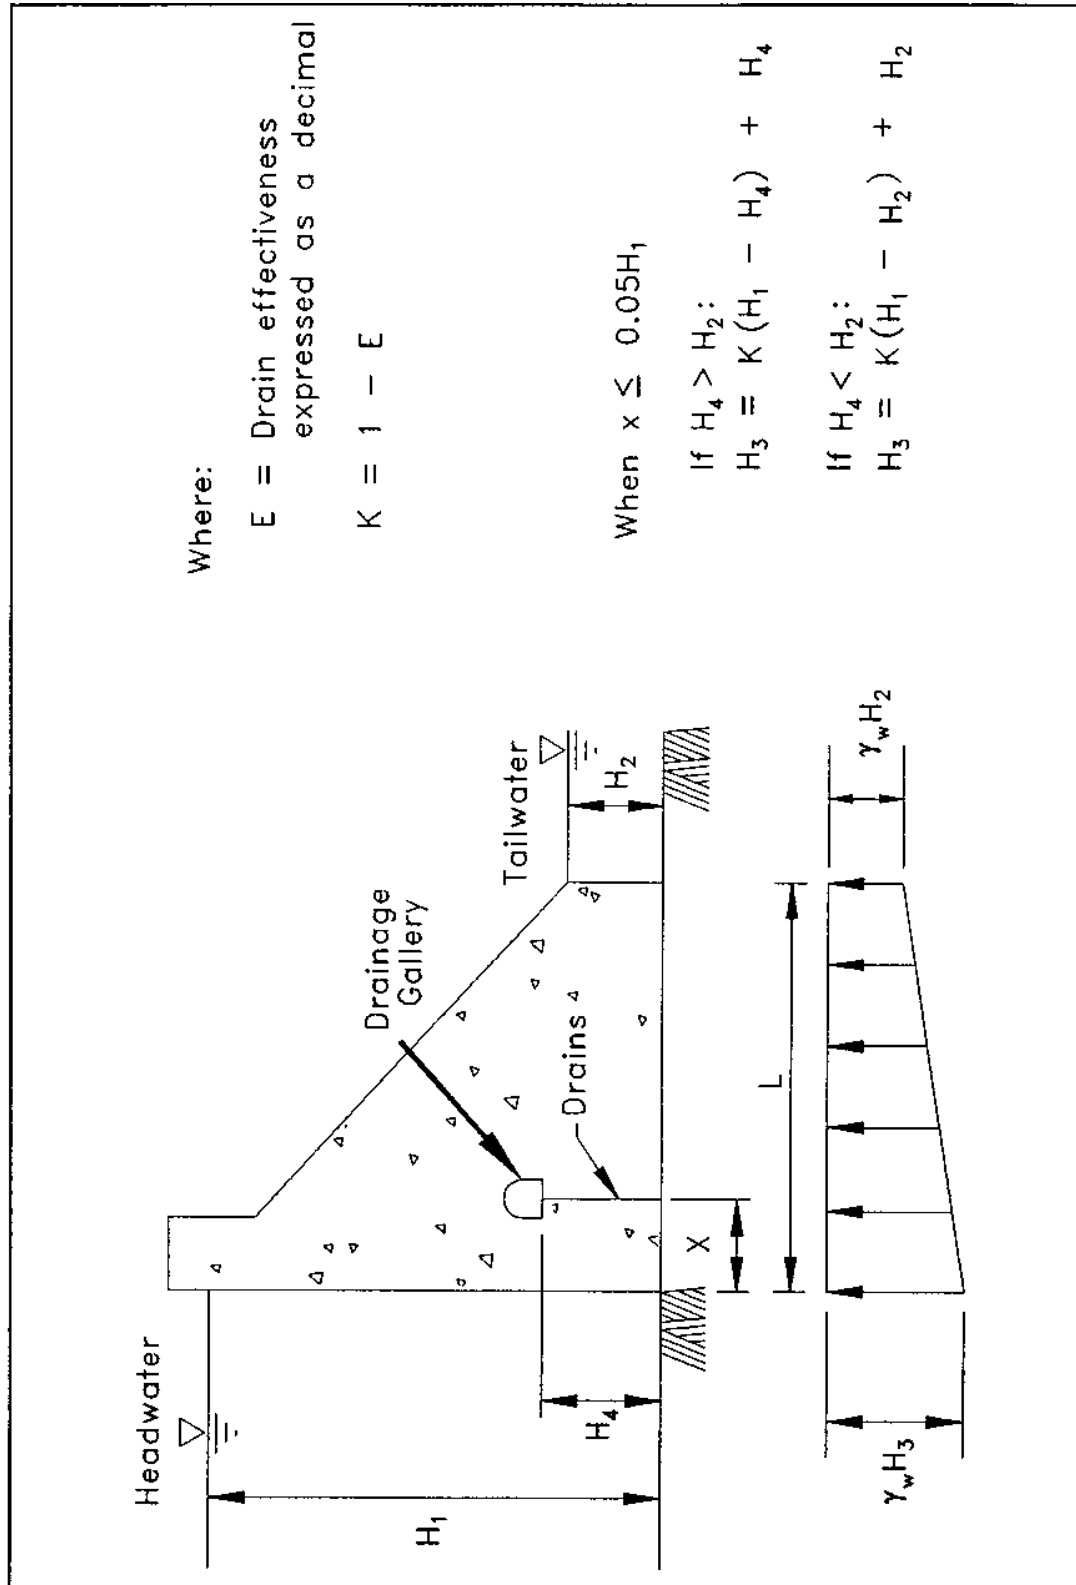 Where:
E = Drain effectiveness
expressed as a decimal
K = 1 - E
When x ≤ 0.05H₁
If H₄ > H₂:
H₃ = K(H₁ - H₄) + H₄
If H₄ < H₂:
H₃ = K(H₁ - H₂) + H₂
Headwater
Drainage
Gallery
Tailwater
H₁
H₄
H₂
Drains
X
L
γwH₃
γwH₂